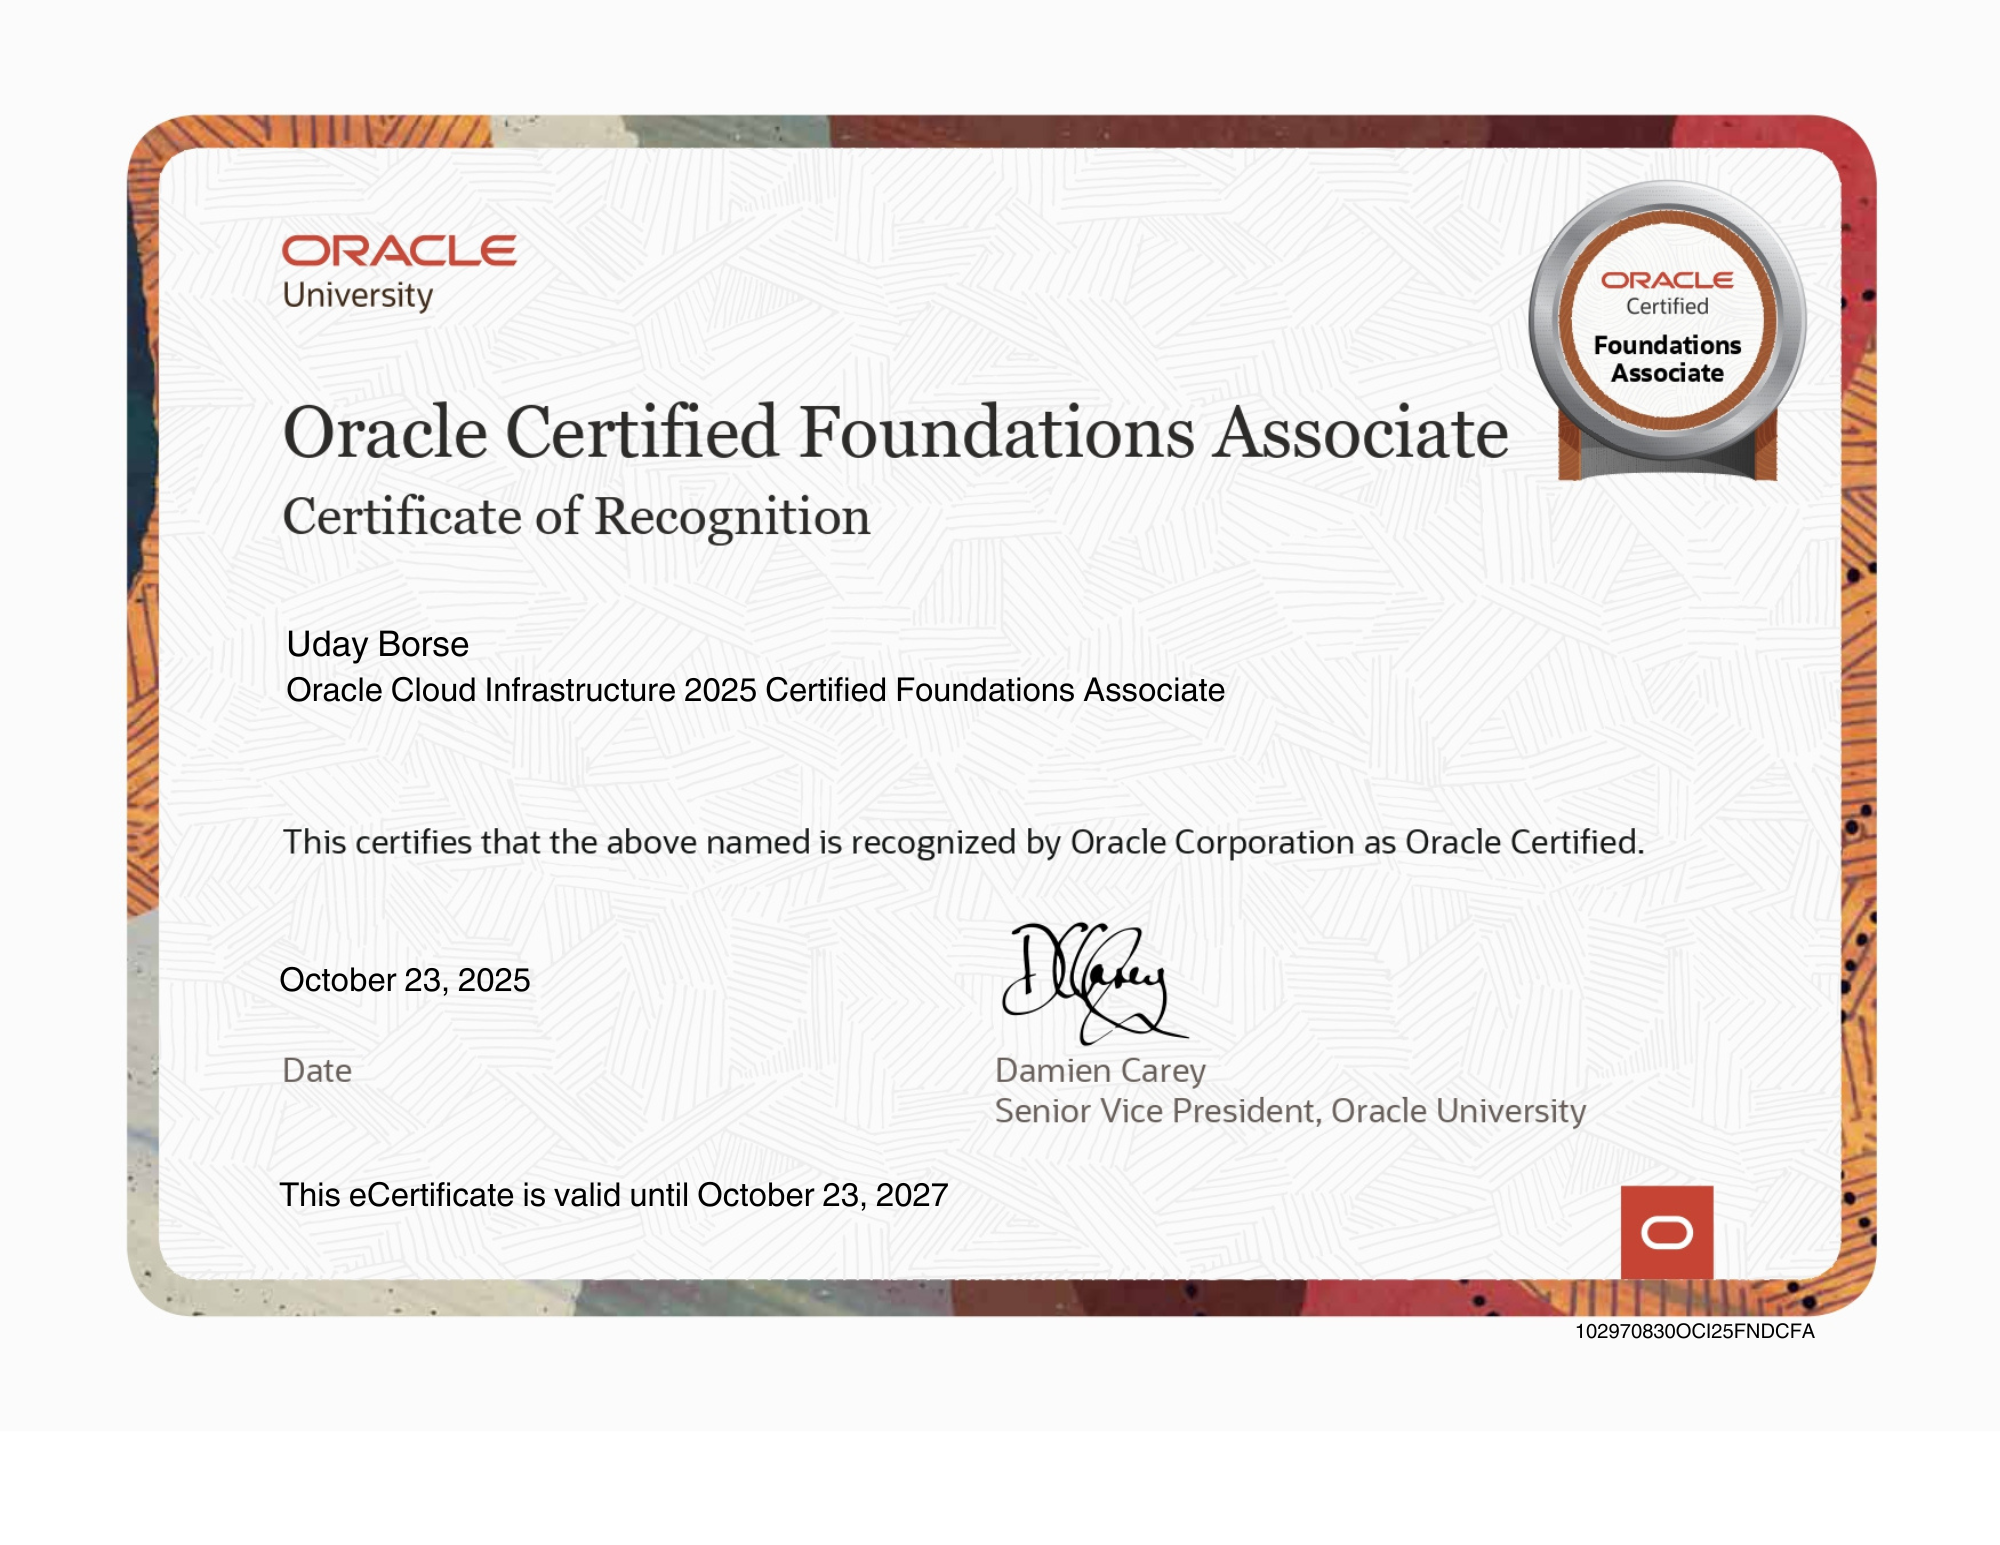 ORACLE
University
ORACLE
Certified
Foundations
Associate
Oracle Certified Foundations Associate
Certificate of Recognition
Uday Borse
Oracle Cloud Infrastructure 2025 Certified Foundations Associate
This certifies that the above named is recognized by Oracle Corporation as Oracle Certified.
October 23, 2025
DCCarey
Date
Damien Carey
Senior Vice President, Oracle University
This eCertificate is valid until October 23, 2027
102970830OCI25FNDCFA